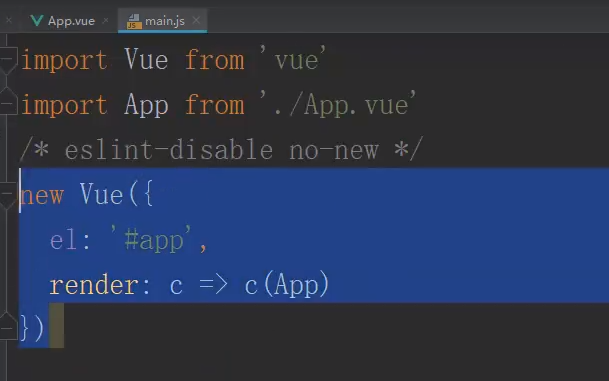 App.vue main.js
import Vue from 'vue'
import App from './App.vue'
/* eslint-disable no-new */
new Vue({
  el: '#app',
  render: c => c(App)
})